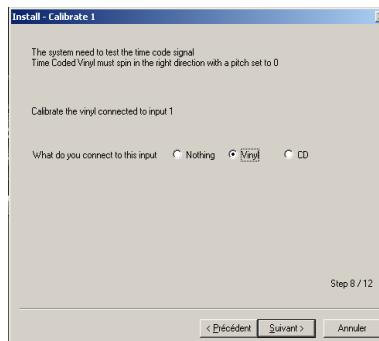 Install - Calibrate 1
The system need to test the time code signal
Time Coded Vinyl must spin in the right direction with a pitch set to 0
Calibrate the vinyl connected to input 1
What do you connect to this input Nothing Vinyl CD
Step 8 / 12
< Précédent Suivant > Annuler